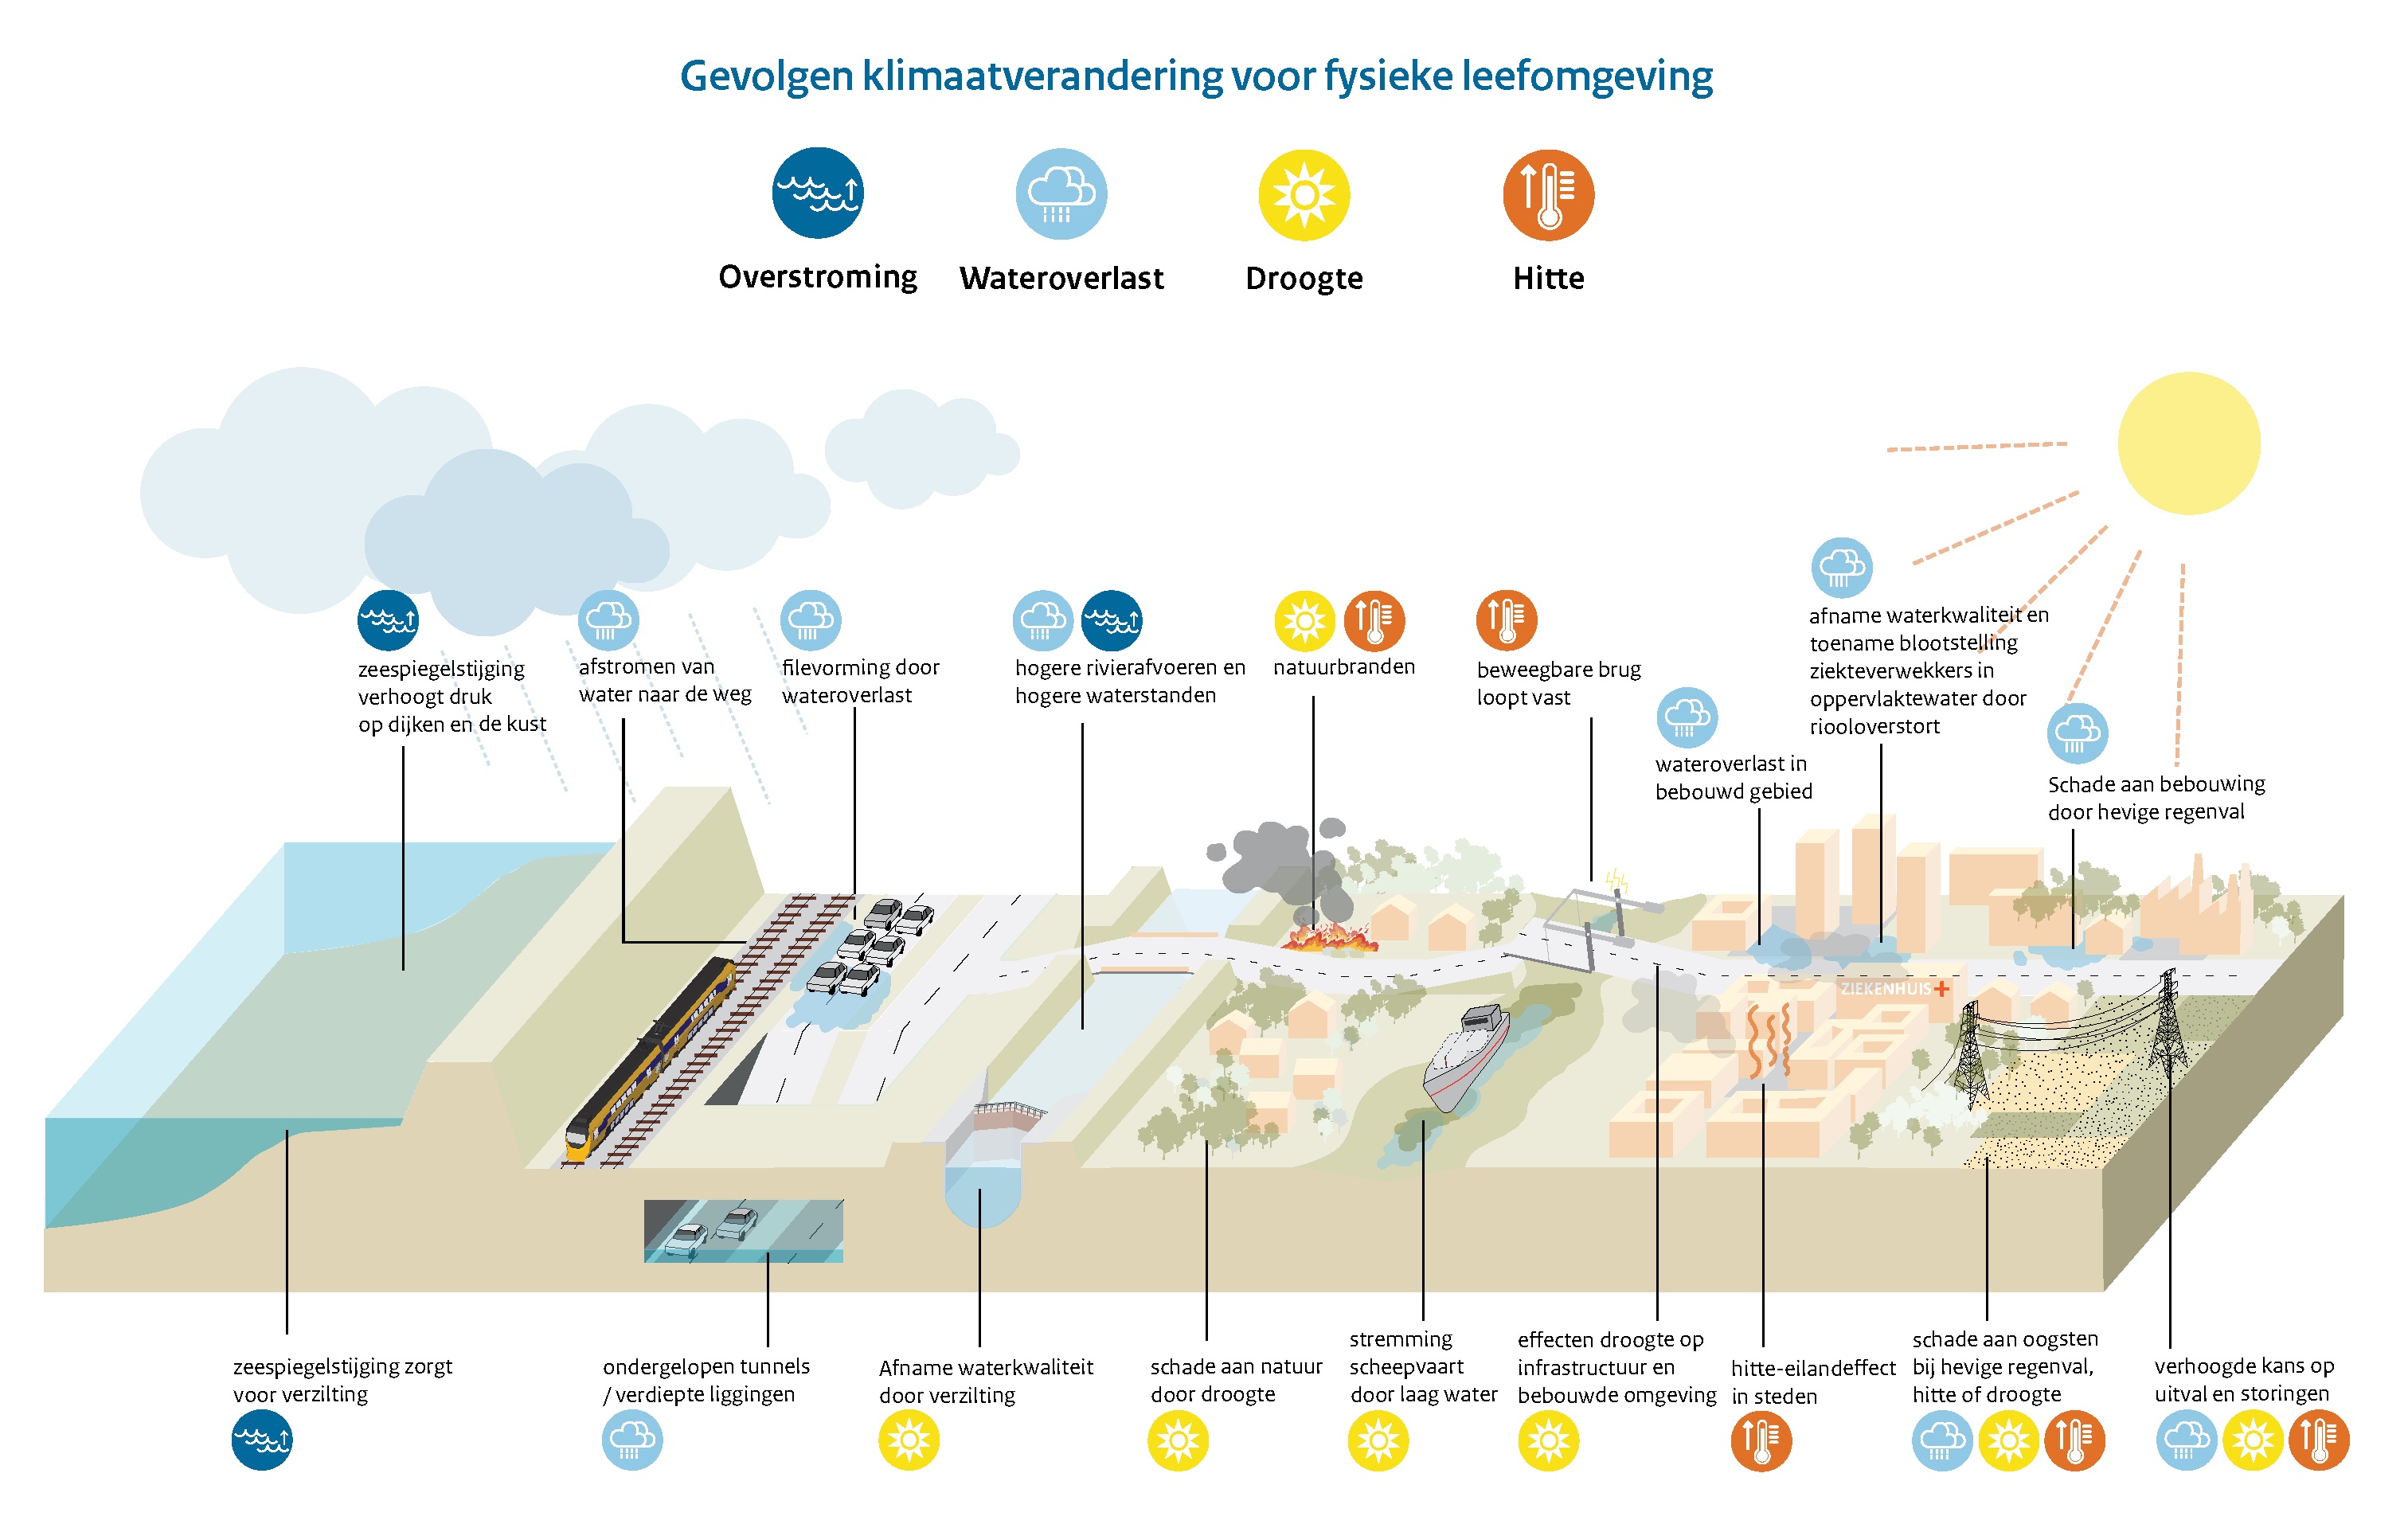 Gevolgen klimaatverandering voor fysieke leefomgeving
Overstroming
Wateroverlast
Droogte
Hitte
zeespiegelstijging
verhoogt druk
op dijken en de kust
afstromen van
water naar de weg
filevorming door
wateroverlast
hogere rivierafvoeren en
hogere waterstanden
natuurbranden
beweegbare brug
loopt vast
wateroverlast in
bebouwd gebied
afname waterkwaliteit en
toename blootstelling
ziekteverwekkers in
oppervlaktewater door
riooloverstort
Schade aan bebouwing
door hevige regenval
ZIEKENHUIS
zeespiegelstijging zorgt
voor verzilting
ondergelopen tunnels
/ verdiepte liggingen
Afname waterkwaliteit
door verzilting
schade aan natuur
door droogte
stremming
scheepvaart
door laag water
effecten droogte op
infrastructuur en
bebouwde omgeving
hitte-eilandeffect
in steden
schade aan oogsten
bij hevige regenval,
hitte of droogte
verhoogde kans op
uitval en storingen